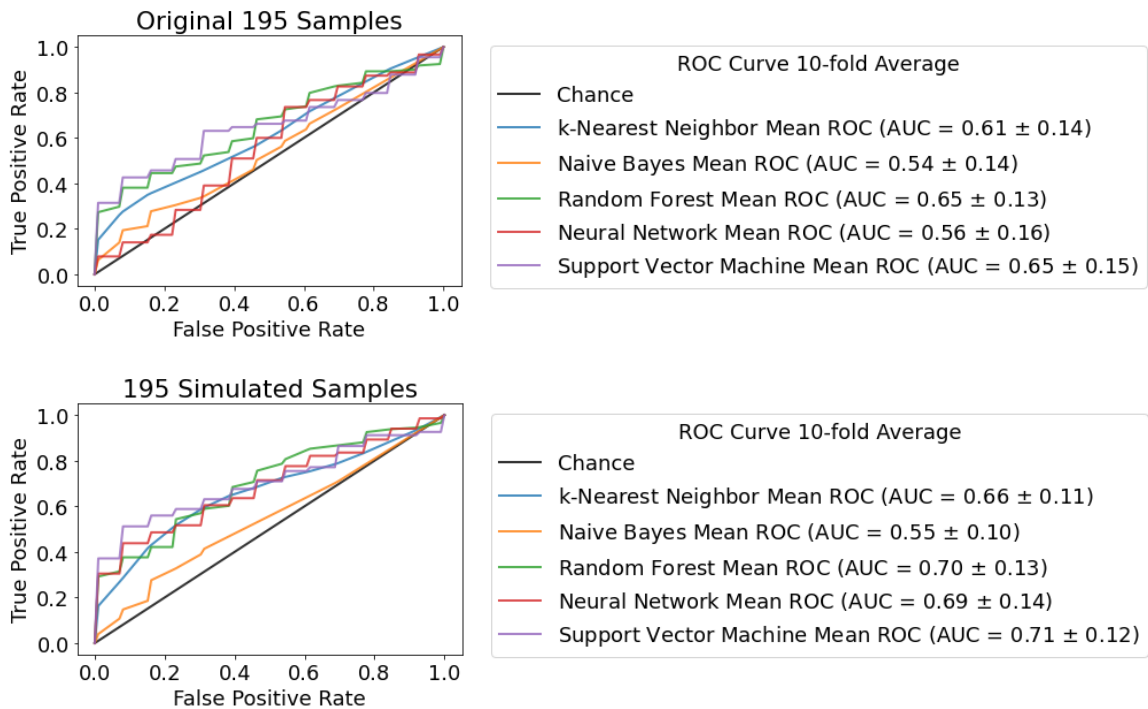 Original 195 Samples
True Positive Rate
1.0
0.8
0.6
0.4
0.2
0.0
0.0 0.2 0.4 0.6 0.8 1.0
False Positive Rate
ROC Curve 10-fold Average
Chance
k-Nearest Neighbor Mean ROC (AUC = 0.61 ± 0.14)
Naive Bayes Mean ROC (AUC = 0.54 ± 0.14)
Random Forest Mean ROC (AUC = 0.65 ± 0.13)
Neural Network Mean ROC (AUC = 0.56 ± 0.16)
Support Vector Machine Mean ROC (AUC = 0.65 ± 0.15)
195 Simulated Samples
True Positive Rate
1.0
0.8
0.6
0.4
0.2
0.0
0.0 0.2 0.4 0.6 0.8 1.0
False Positive Rate
ROC Curve 10-fold Average
Chance
k-Nearest Neighbor Mean ROC (AUC = 0.66 ± 0.11)
Naive Bayes Mean ROC (AUC = 0.55 ± 0.10)
Random Forest Mean ROC (AUC = 0.70 ± 0.13)
Neural Network Mean ROC (AUC = 0.69 ± 0.14)
Support Vector Machine Mean ROC (AUC = 0.71 ± 0.12)